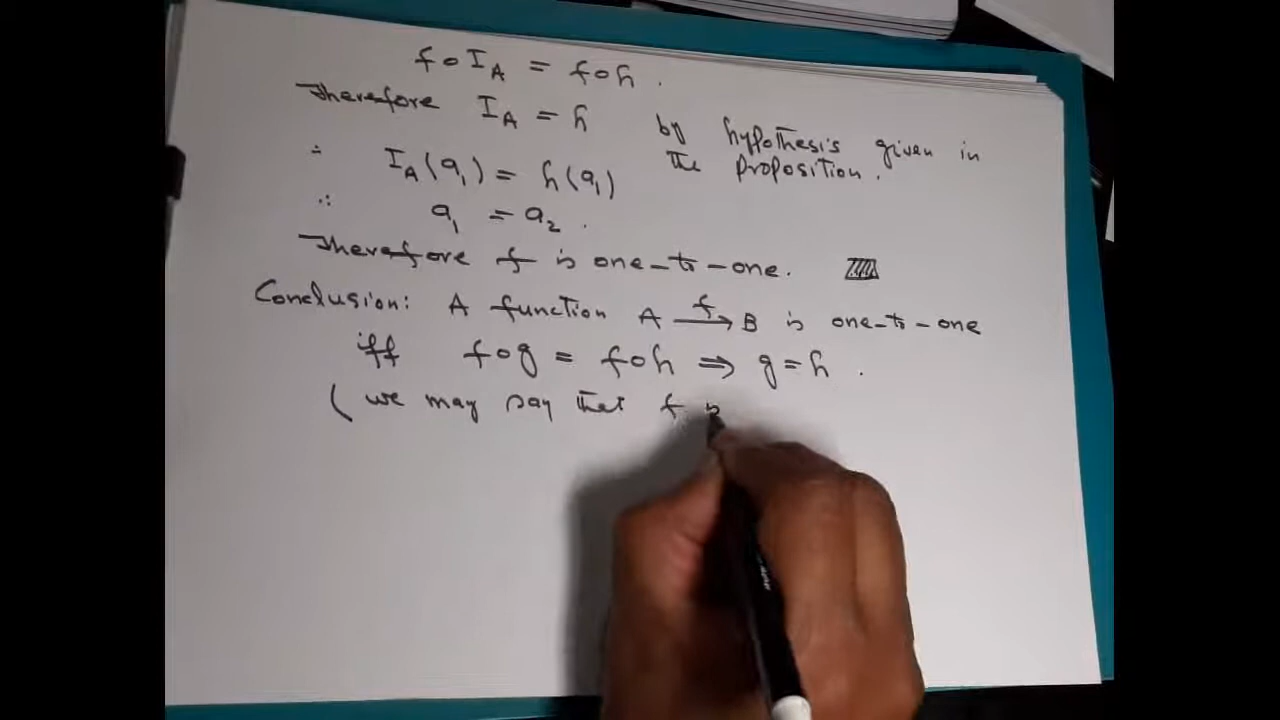 f∘I_A = f∘h.
Therefore I_A = h by hypothesis given in the proposition.
∴ I_A(a₁) = h(a₁)
∴ a₁ = a₂.
Therefore f is one-to-one.
Conclusion: A function A →f B is one-to-one
iff f∘g = f∘h ⇒ g = h.
(we may say that f is